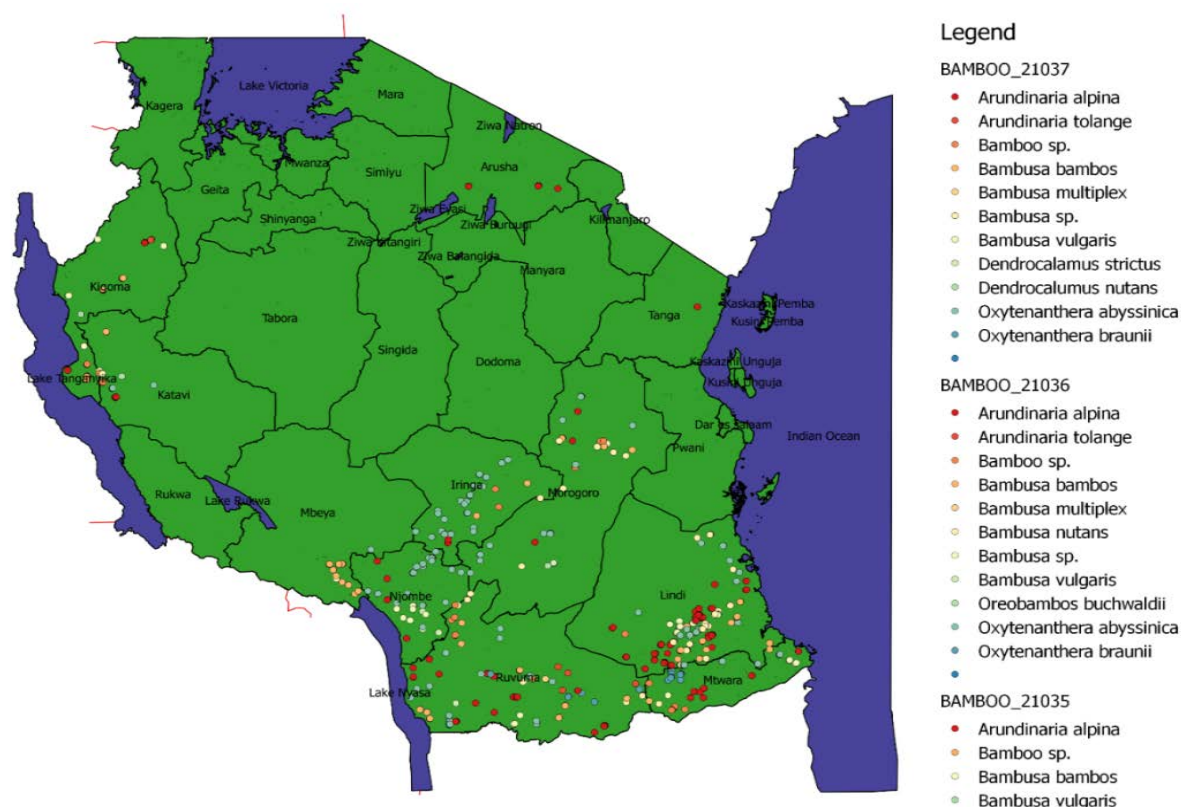 Lake Victoria
Mara
Kagera
Ziwa Natron
Arusha
Mwanza
Simiyu
Geita
Ziwa Eyasi
Shinyanga
Ziwa Burungi
Kilimanjaro
Ziwa Kitangiri
Ziwa Balangida
Manyara
Kigoma
Tabora
Singida
Dodoma
Tanga
Kaskazini Pemba
Kusini Pemba
Kaskazini Unguja
Kusini Unguja
Lake Tanganyika
Katavi
Dar es Salaam
Indian Ocean
Pwani
Rukwa
Lake Rukwa
Mbeya
Iringa
Morogoro
Njombe
Lindi
Lake Nyasa
Ruvuma
Mtwara
Legend
BAMBOO_21037
Arundinaria alpina
Arundinaria tolange
Bamboo sp.
Bambusa bambos
Bambusa multiplex
Bambusa sp.
Bambusa vulgaris
Dendrocalamus strictus
Dendrocalumus nutans
Oxytenanthera abyssinica
Oxytenanthera braunii
BAMBOO_21036
Arundinaria alpina
Arundinaria tolange
Bamboo sp.
Bambusa bambos
Bambusa multiplex
Bambusa nutans
Bambusa sp.
Bambusa vulgaris
Oreobambos buchwaldii
Oxytenanthera abyssinica
Oxytenanthera braunii
BAMBOO_21035
Arundinaria alpina
Bamboo sp.
Bambusa bambos
Bambusa vulgaris